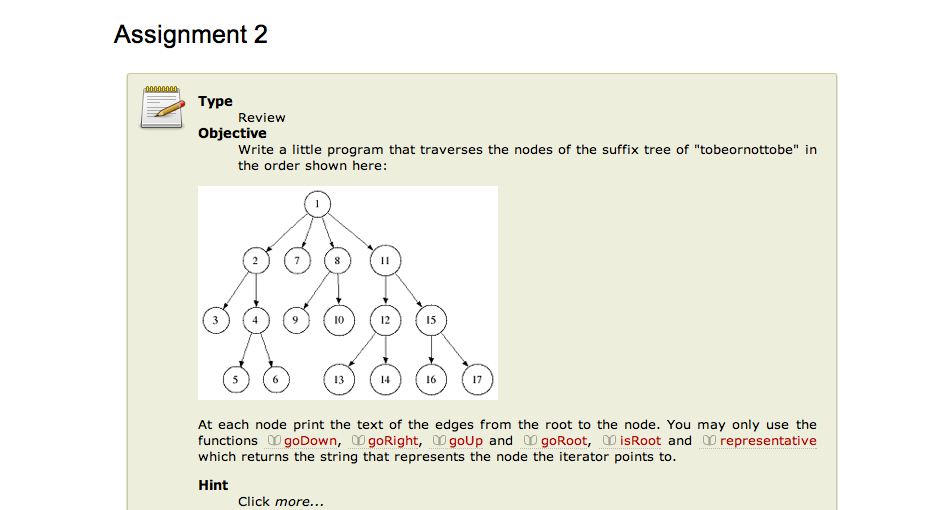 Assignment 2
Type
Review
Objective
Write a little program that traverses the nodes of the suffix tree of "tobeornottobe" in
the order shown here:
1
2 7 8 11
3 4 9 10 12 15
5 6 13 14 16 17
At each node print the text of the edges from the root to the node. You may only use the
functions goDown, goRight, goUp and goRoot, isRoot and representative
which returns the string that represents the node the iterator points to.
Hint
Click more...